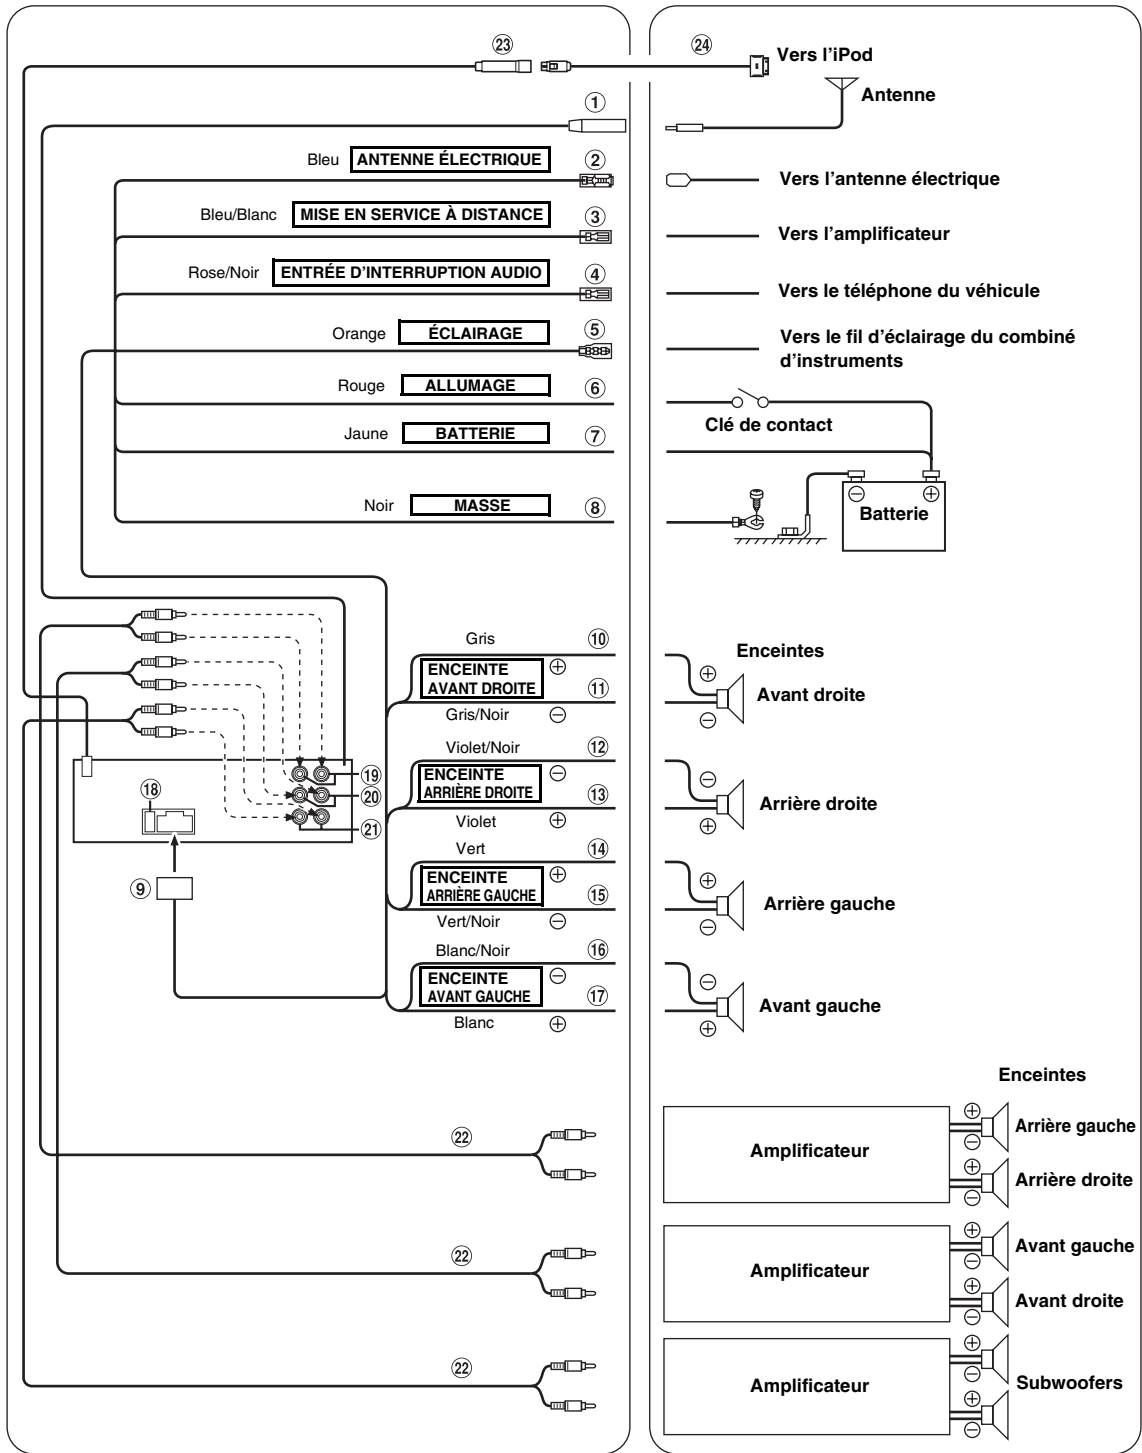 ㉓ ㉔ Vers l'iPod
Antenne
①
Bleu ANTENNE ÉLECTRIQUE ② Vers l'antenne électrique
Bleu/Blanc MISE EN SERVICE À DISTANCE ③ Vers l'amplificateur
Rose/Noir ENTRÉE D'INTERRUPTION AUDIO ④ Vers le téléphone du véhicule
Orange ÉCLAIRAGE ⑤ Vers le fil d'éclairage du combiné
d'instruments
Rouge ALLUMAGE ⑥
Clé de contact
Jaune BATTERIE ⑦
⊖ ⊕
Noir MASSE ⑧ Batterie
Gris ⑩ Enceintes
ENCEINTE ⊕ ⊕
AVANT DROITE ⑪ Avant droite
Gris/Noir ⊖ ⊖
Violet/Noir ⑫
ENCEINTE ⊖ ⊖
ARRIÈRE DROITE ⑬ Arrière droite
Violet ⊕ ⊕
⑲
⑱ ⑳
㉑
Vert ⑭
ENCEINTE ⊕ ⊕
ARRIÈRE GAUCHE ⑮ Arrière gauche
⑨
Vert/Noir ⊖ ⊖
Blanc/Noir ⑯
ENCEINTE ⊖ ⊖
AVANT GAUCHE ⑰ Avant gauche
Blanc ⊕ ⊕
Enceintes
⊕ Arrière gauche
㉒ Amplificateur ⊖
⊕ Arrière droite
⊖
⊕ Avant gauche
㉒ Amplificateur ⊖
⊕ Avant droite
⊖
⊕
㉒ Amplificateur ⊖ Subwoofers
⊕
⊖